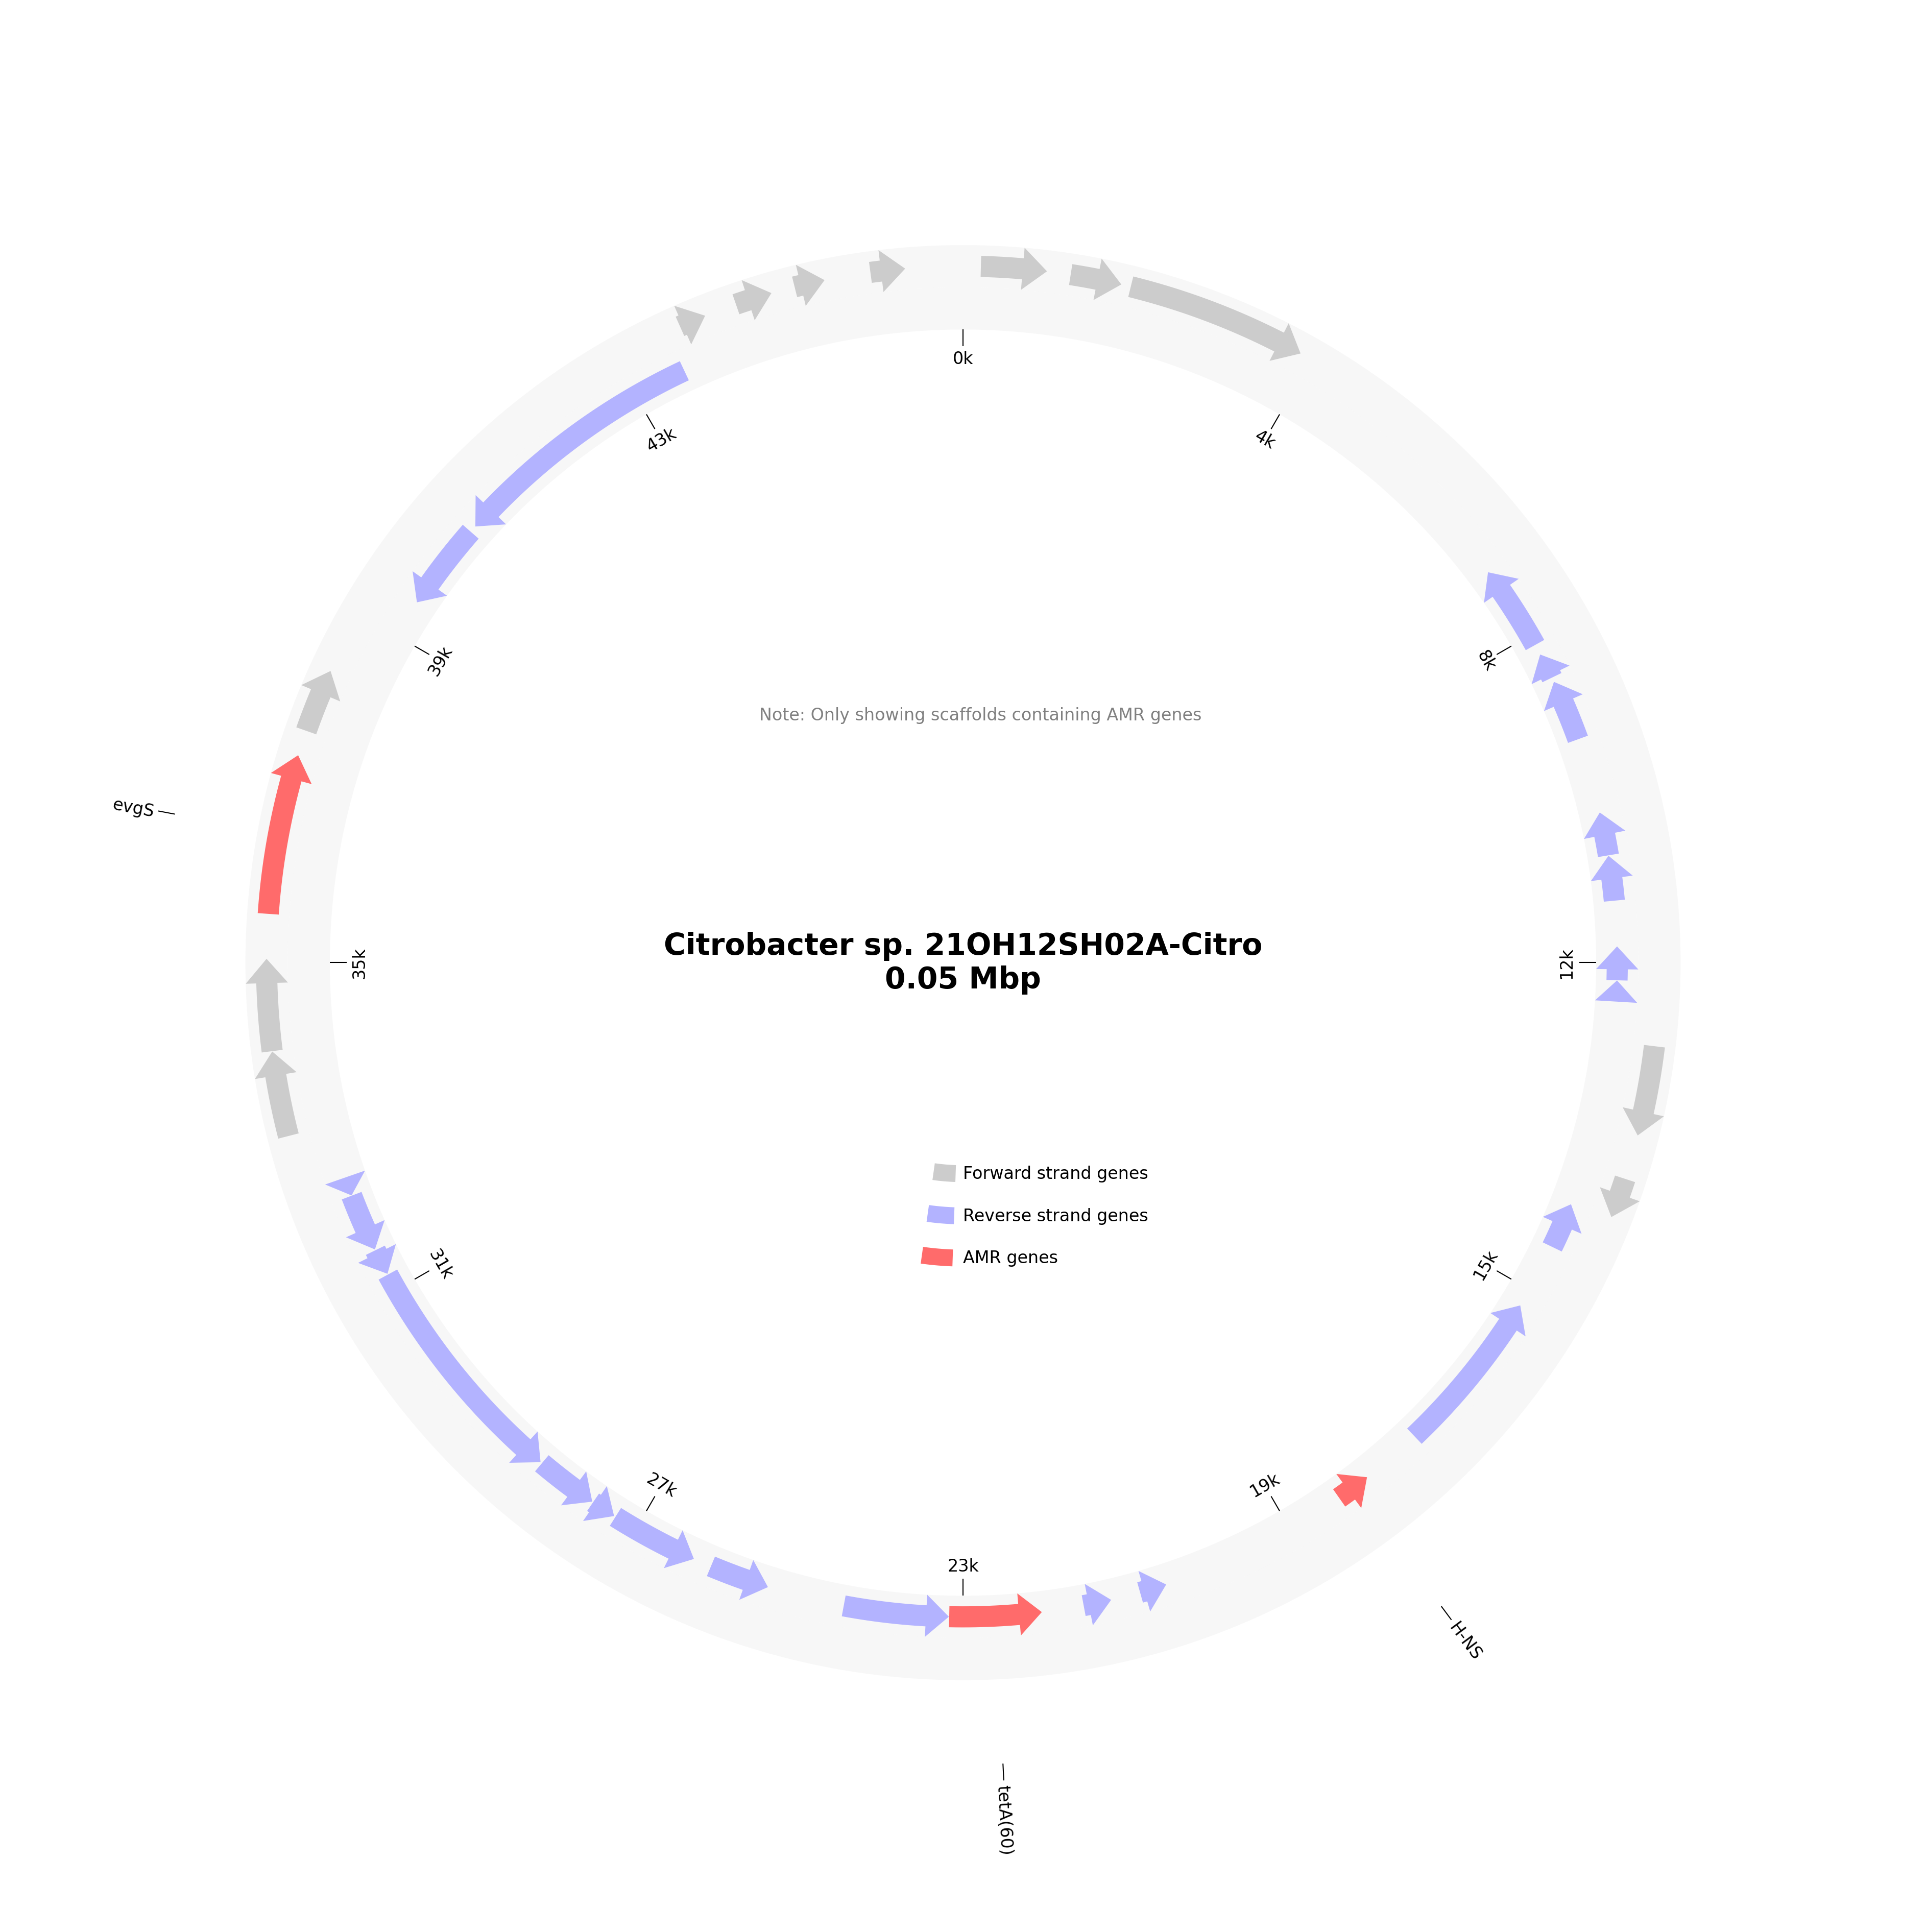 0k
43k
4k
39k
8k
Note: Only showing scaffolds containing AMR genes
evgS
Citrobacter sp. 21OH12SH02A-Citro
0.05 Mbp
35k
12k
Forward strand genes
Reverse strand genes
AMR genes
31k
15k
27k
19k
23k
H-NS
tetA(60)